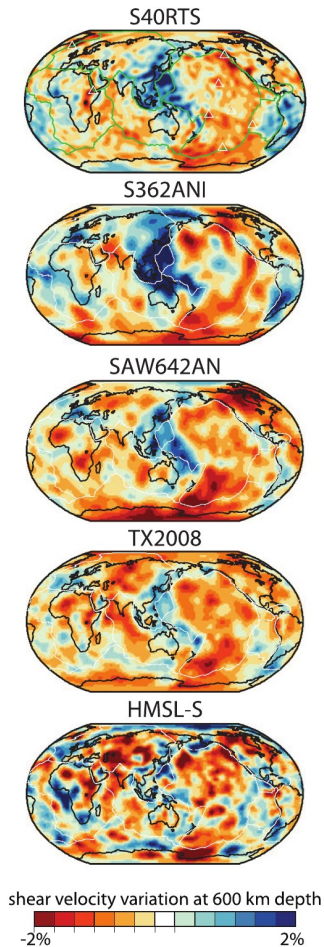 S40RTS
S362ANI
SAW642AN
TX2008
HMSL-S
shear velocity variation at 600 km depth
-2% 2%